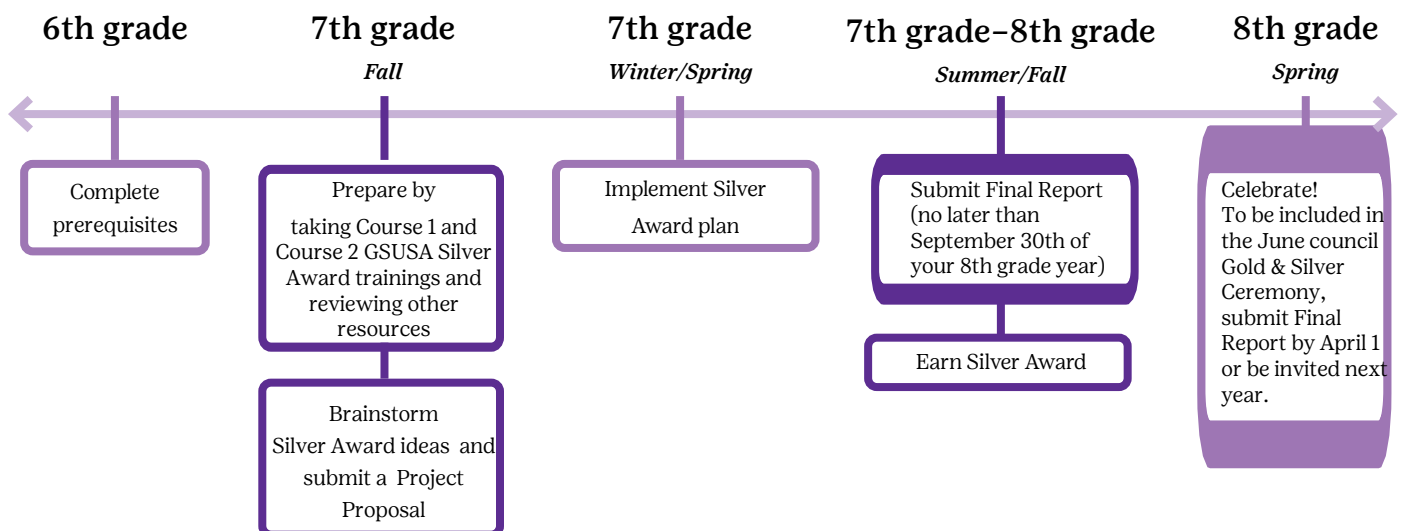 6th grade
Complete
prerequisites
7th grade
Fall
Prepare by
taking Course 1 and
Course 2 GSUSA Silver
Award trainings and
reviewing other
resources
Brainstorm
Silver Award ideas and
submit a Project
Proposal
7th grade
Winter/Spring
Implement Silver
Award plan
7th grade–8th grade
Summer/Fall
Submit Final Report
(no later than
September 30th of
your 8th grade year)
Earn Silver Award
8th grade
Spring
Celebrate!
To be included in
the June council
Gold & Silver
Ceremony,
submit Final
Report by April 1
or be invited next
year.